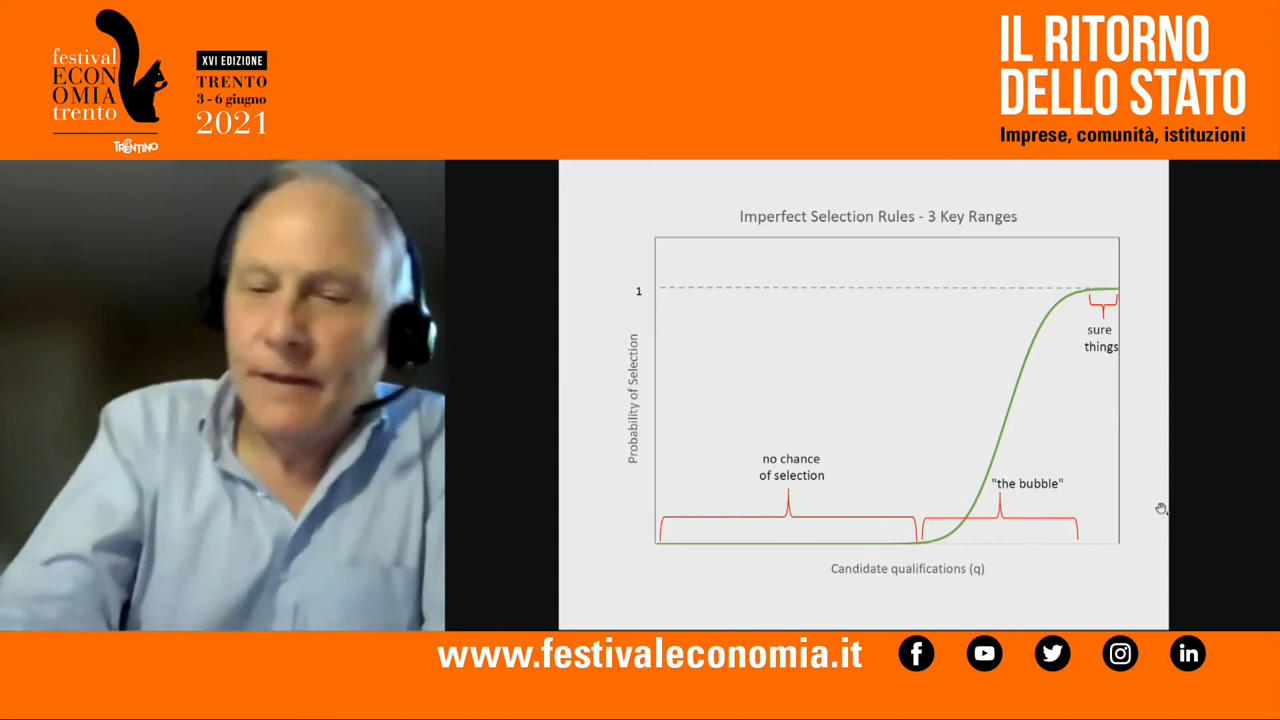 festival
ECON
OMIA
trento
TRENTINO
XVI EDIZIONE
TRENTO
3 - 6 giugno
2021
IL RITORNO
DELLO STATO
Imprese, comunità, istituzioni
Imperfect Selection Rules - 3 Key Ranges
1
sure
things
Probability of Selection
no chance
of selection
"the bubble"
Candidate qualifications (q)
www.festivaleconomia.it